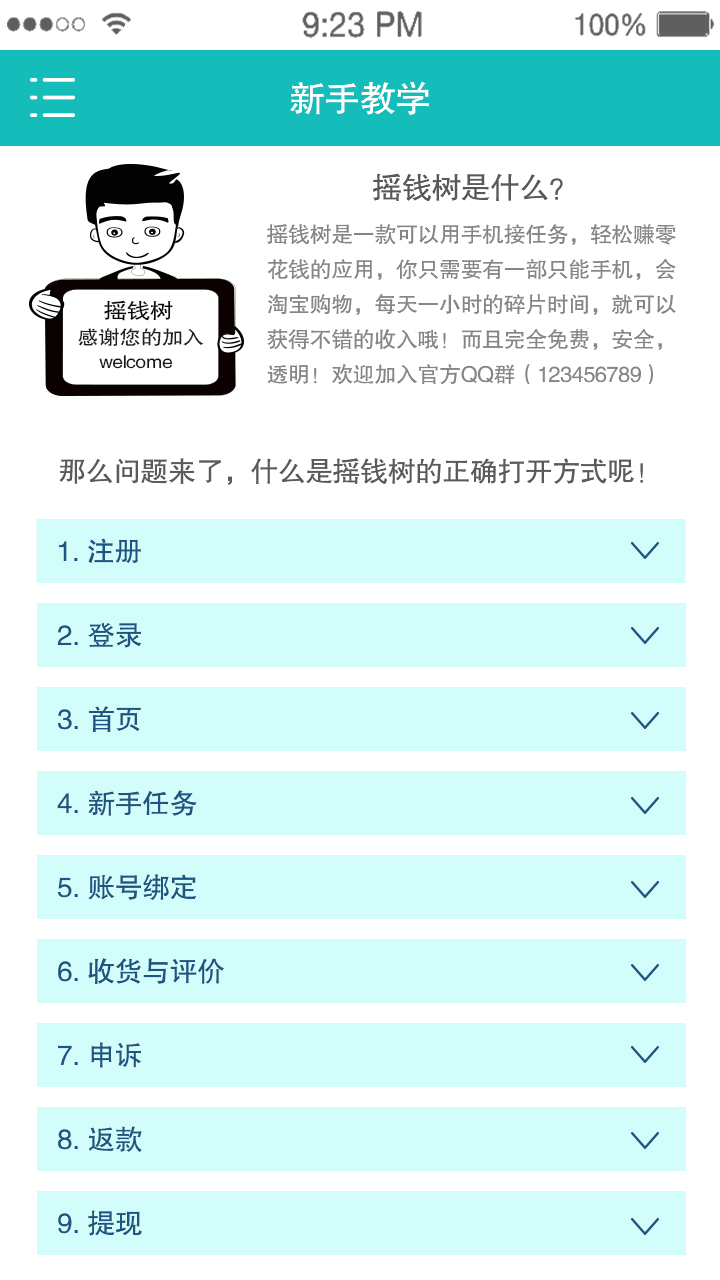 9:23 PM
100%
新手教学
摇钱树
感谢您的加入
welcome
摇钱树是什么?
摇钱树是一款可以用手机接任务，轻松赚零
花钱的应用，你只需要有一部只能手机，会
淘宝购物，每天一小时的碎片时间，就可以
获得不错的收入哦！而且完全免费，安全，
透明！欢迎加入官方QQ群（123456789）
那么问题来了，什么是摇钱树的正确打开方式呢！
1. 注册
2. 登录
3. 首页
4. 新手任务
5. 账号绑定
6. 收货与评价
7. 申诉
8. 返款
9. 提现